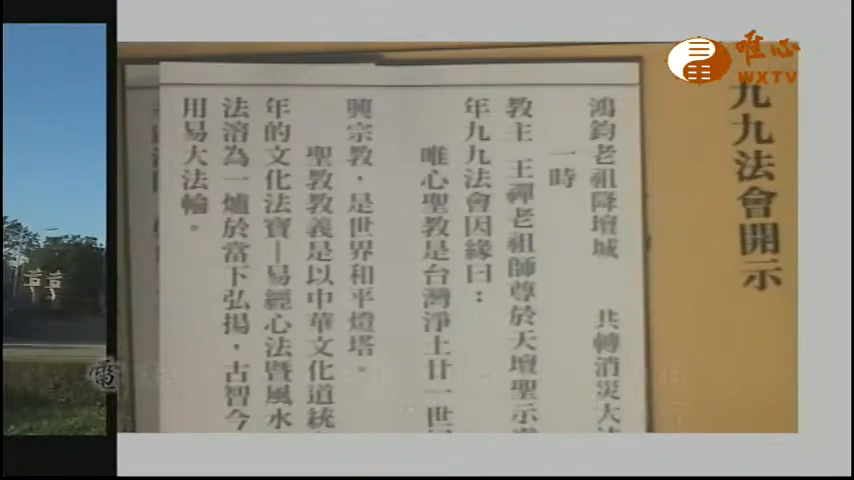 唯心
WXTV
九九法會開示
鴻鈞老祖降壇城　共轉消災大
一時
教主　王禪老祖師尊於天壇聖示
年九九法會因緣曰：
唯心聖教是台灣淨土廿一世
興宗教，是世界和平燈塔。
聖教教義是以中華文化道統
年的文化法寶—易經心法暨風水
法溶為一爐於當下弘揚，古智今
用易大法輪。
電